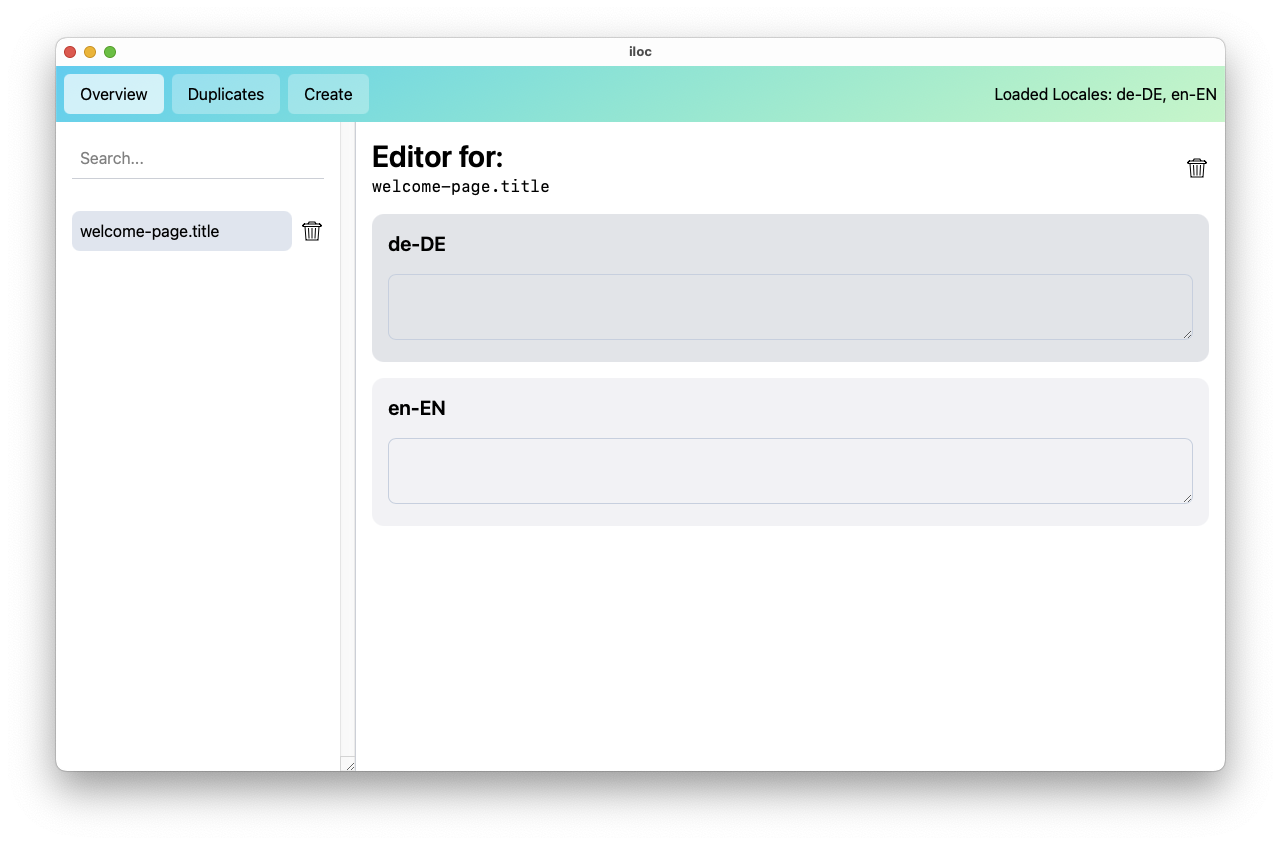 iloc
Overview Duplicates Create Loaded Locales: de-DE, en-EN
Search...
welcome-page.title
Editor for:
welcome-page.title
de-DE
en-EN